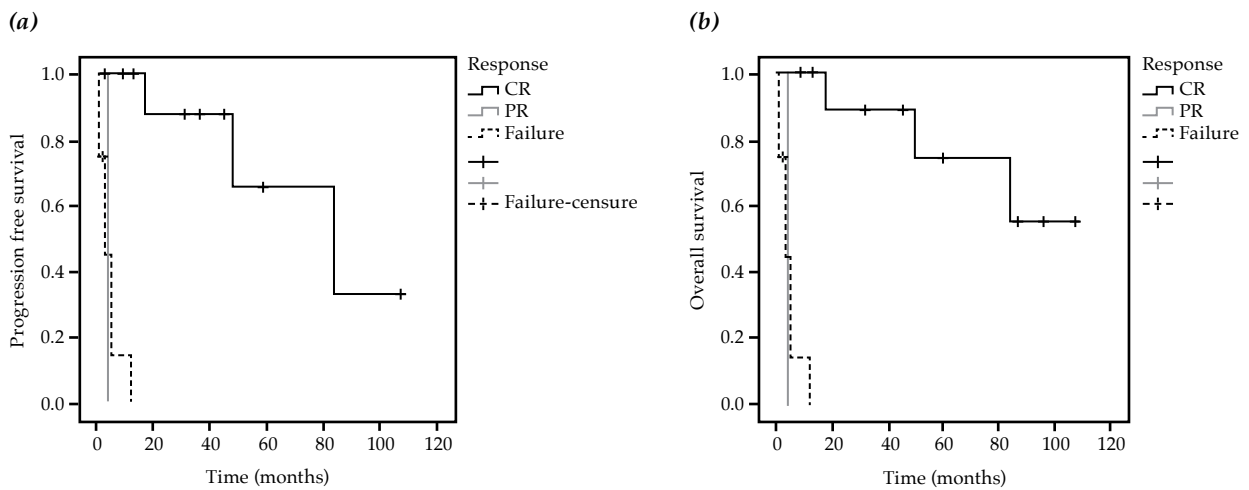 (a)
Progression free survival
1.0
0.8
0.6
0.4
0.2
0.0
0 20 40 60 80 100 120
Time (months)
Response
CR
PR
Failure
Failure-censure
(b)
Overall survival
1.0
0.8
0.6
0.4
0.2
0.0
0 20 40 60 80 100 120
Time (months)
Response
CR
PR
Failure